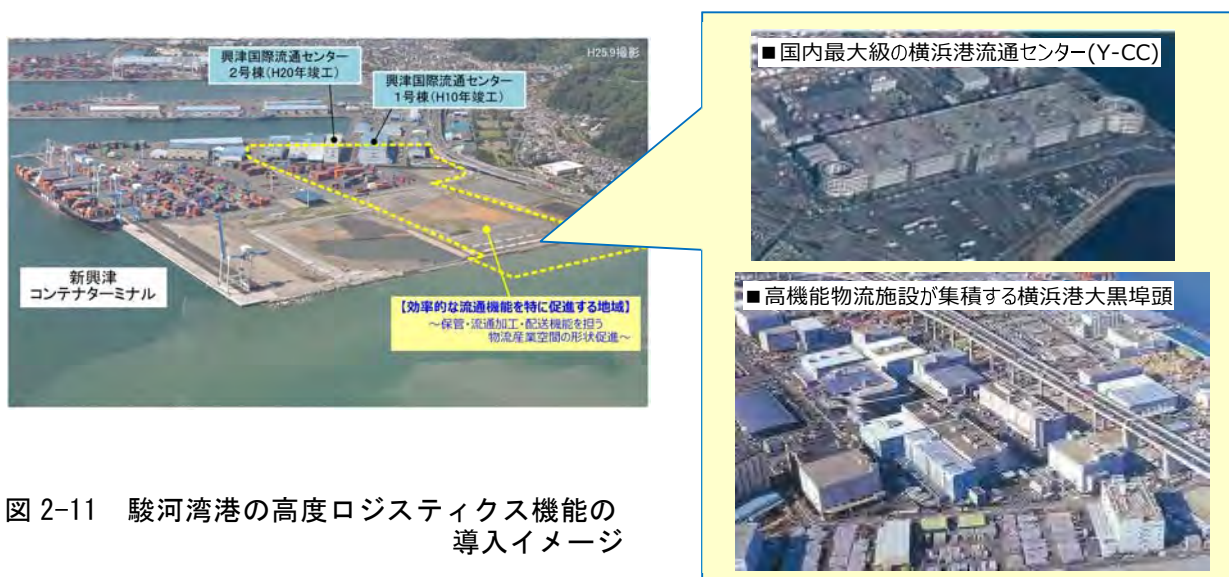 H25.9撮影
興津国際流通センター
2号棟(H20年竣工)
興津国際流通センター
1号棟(H10年竣工)
新興津
コンテナターミナル
【効率的な流通機能を特に促進する地域】
～保管・流通加工・配送機能を担う
物流産業空間の形状促進～
■国内最大級の横浜港流通センター(Y-CC)
■高機能物流施設が集積する横浜港大黒埠頭
図 2-11 駿河湾港の高度ロジスティクス機能の
導入イメージ